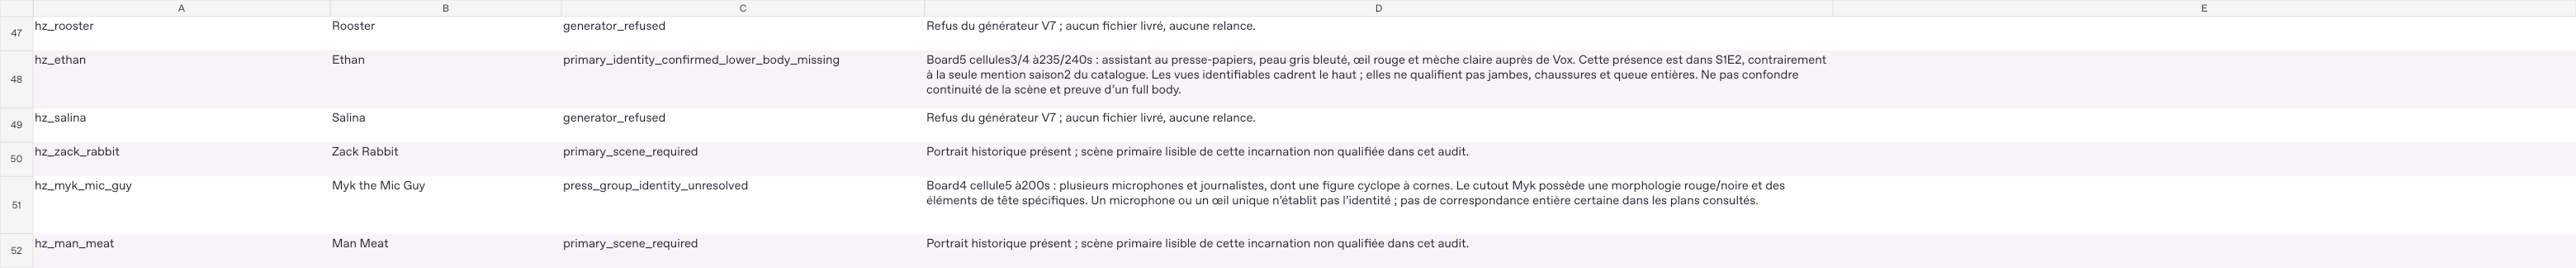 A B C D E
47 hz_rooster Rooster generator_refused Refus du générateur V7 ; aucun fichier livré, aucune relance.
48 hz_ethan Ethan primary_identity_confirmed_lower_body_missing Board5 cellules3/4 à235/240s : assistant au presse-papiers, peau gris bleuté, œil rouge et mèche claire auprès de Vox. Cette présence est dans S1E2, contrairement
à la seule mention saison2 du catalogue. Les vues identifiables cadrent le haut ; elles ne qualifient pas jambes, chaussures et queue entières. Ne pas confondre
continuité de la scène et preuve d’un full body.
49 hz_salina Salina generator_refused Refus du générateur V7 ; aucun fichier livré, aucune relance.
50 hz_zack_rabbit Zack Rabbit primary_scene_required Portrait historique présent ; scène primaire lisible de cette incarnation non qualifiée dans cet audit.
51 hz_myk_mic_guy Myk the Mic Guy press_group_identity_unresolved Board4 cellule5 à200s : plusieurs microphones et journalistes, dont une figure cyclope à cornes. Le cutout Myk possède une morphologie rouge/noire et des
éléments de tête spécifiques. Un microphone ou un œil unique n’établit pas l’identité ; pas de correspondance entière certaine dans les plans consultés.
52 hz_man_meat Man Meat primary_scene_required Portrait historique présent ; scène primaire lisible de cette incarnation non qualifiée dans cet audit.